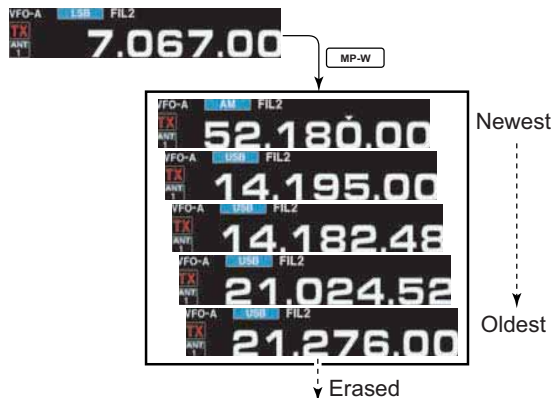 VFO-A LSB FIL2
TX
ANT
1
7.067.00
MP-W
VFO-A AM FIL2
TX
ANT
1
52.180.00
Newest
VFO-A USB FIL2
TX
ANT
1
14.195.00
VFO-A USB FIL2
TX
ANT
1
14.182.48
VFO-A USB FIL2
TX
ANT
1
21.024.52
VFO-A USB FIL2
TX
ANT
1
21.276.00
Oldest
Erased